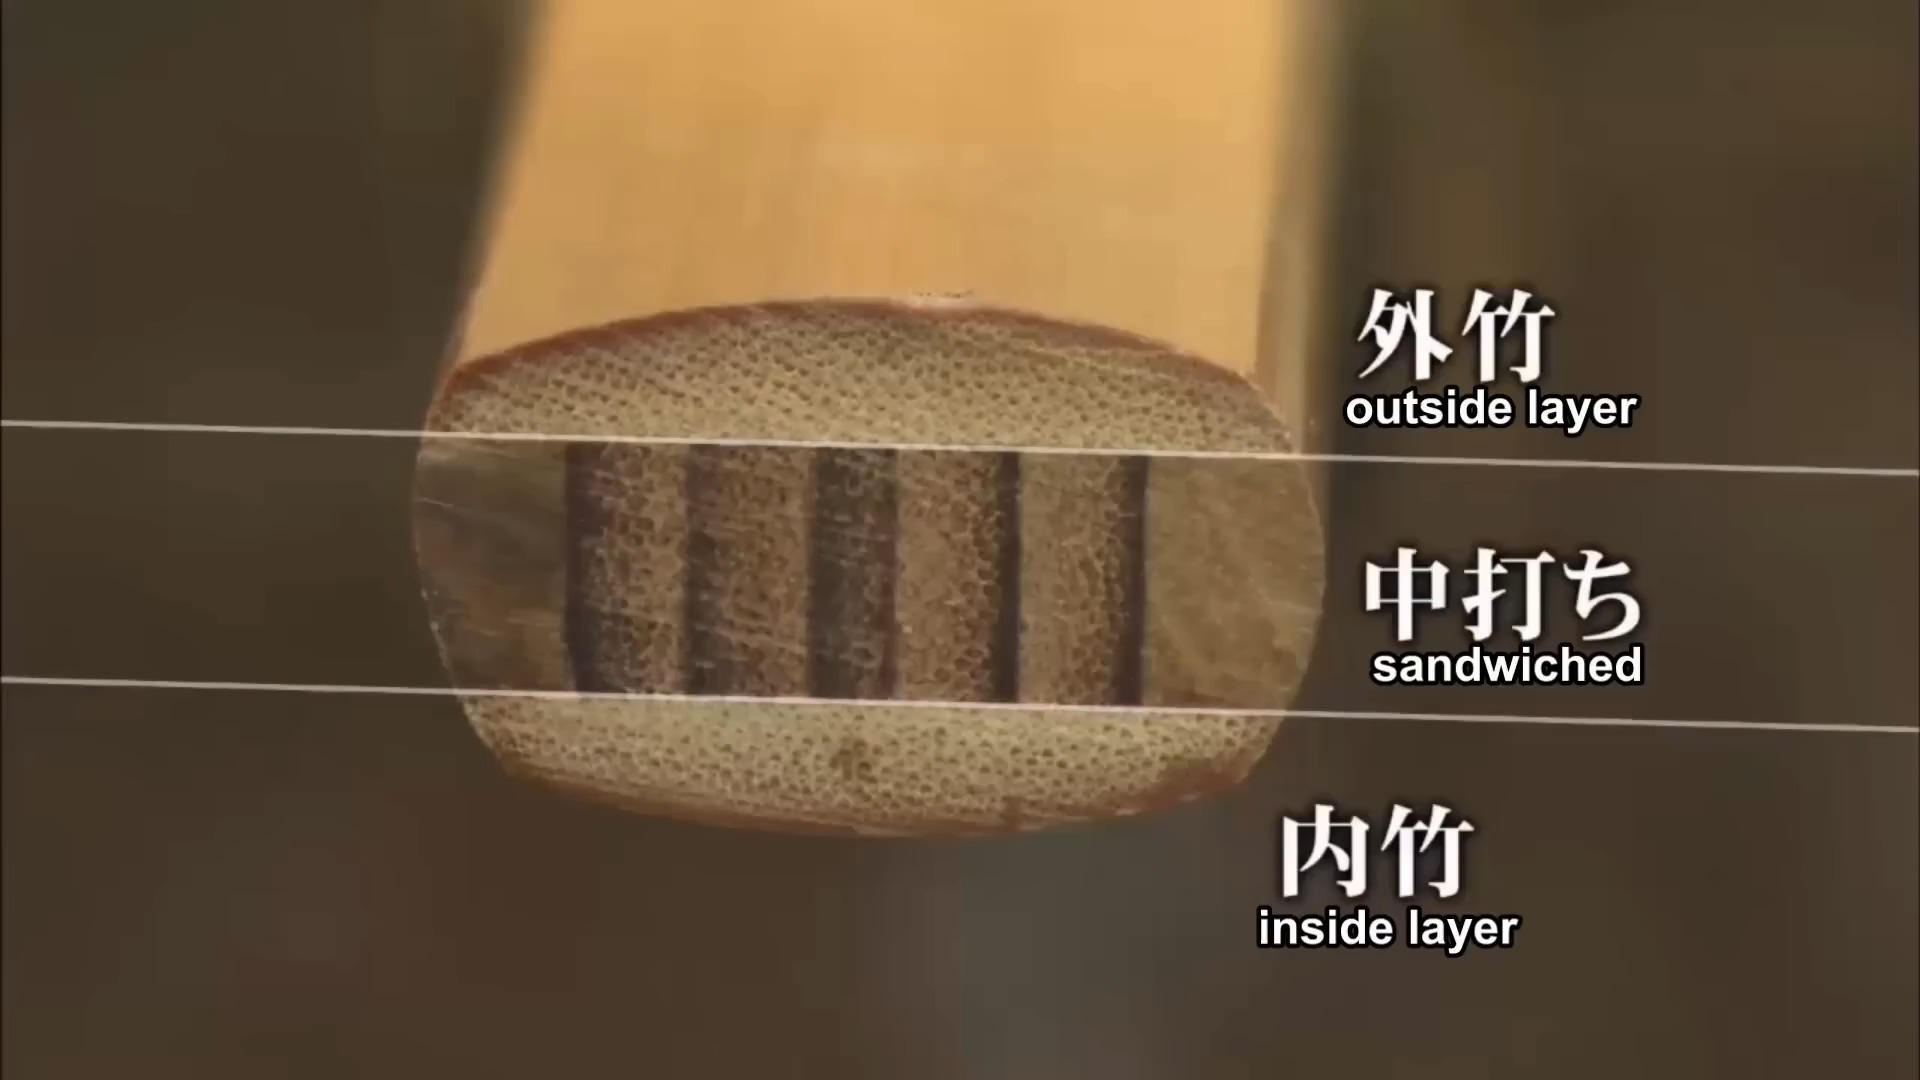 外竹
outside layer
中打ち
sandwiched
内竹
inside layer